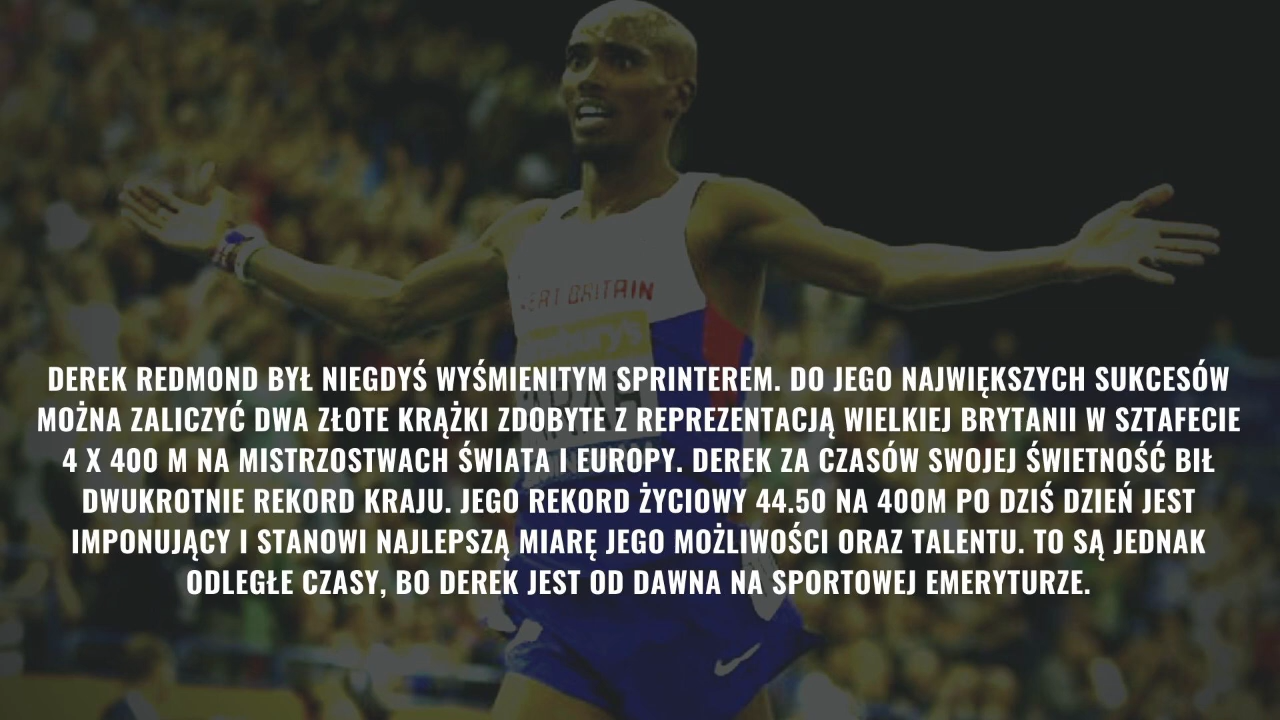 DEREK REDMOND BYŁ NIEGDYŚ WYŚMIENITYM SPRINTEREM. DO JEGO NAJWIĘKSZYCH SUKCESÓW
MOŻNA ZALICZYĆ DWA ZŁOTE KRĄŻKI ZDOBYTE Z REPREZENTACJĄ WIELKIEJ BRYTANII W SZTAFECIE
4 X 400 M NA MISTRZOSTWACH ŚWIATA I EUROPY. DEREK ZA CZASÓW SWOJEJ ŚWIETNOŚĆ BIŁ
DWUKROTNIE REKORD KRAJU. JEGO REKORD ŻYCIOWY 44.50 NA 400M PO DZIŚ DZIEŃ JEST
IMPONUJĄCY I STANOWI NAJLEPSZĄ MIARĘ JEGO MOŻLIWOŚCI ORAZ TALENTU. TO SĄ JEDNAK
ODLEGŁE CZASY, BO DEREK JEST OD DAWNA NA SPORTOWEJ EMERYTURZE.